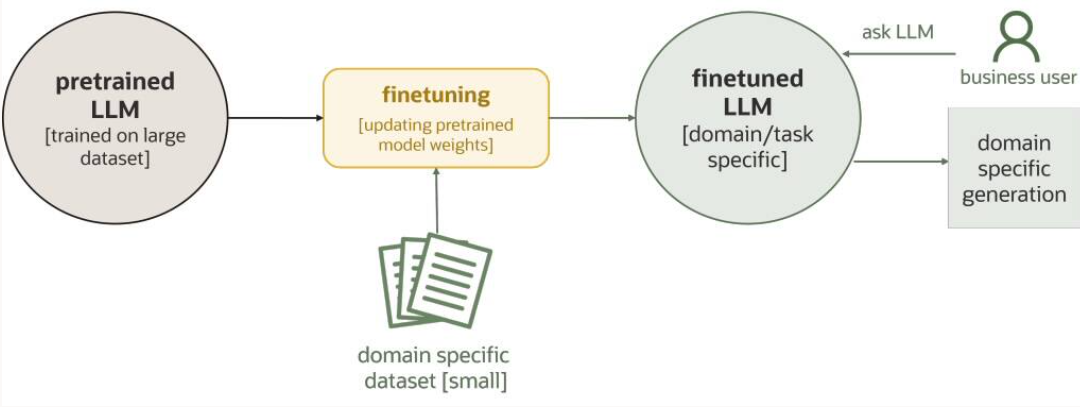 pretrained
LLM
[trained on large
dataset]
finetuning
[updating pretrained
model weights]
domain specific
dataset [small]
finetuned
LLM
[domain/task
specific]
ask LLM
business user
domain
specific
generation